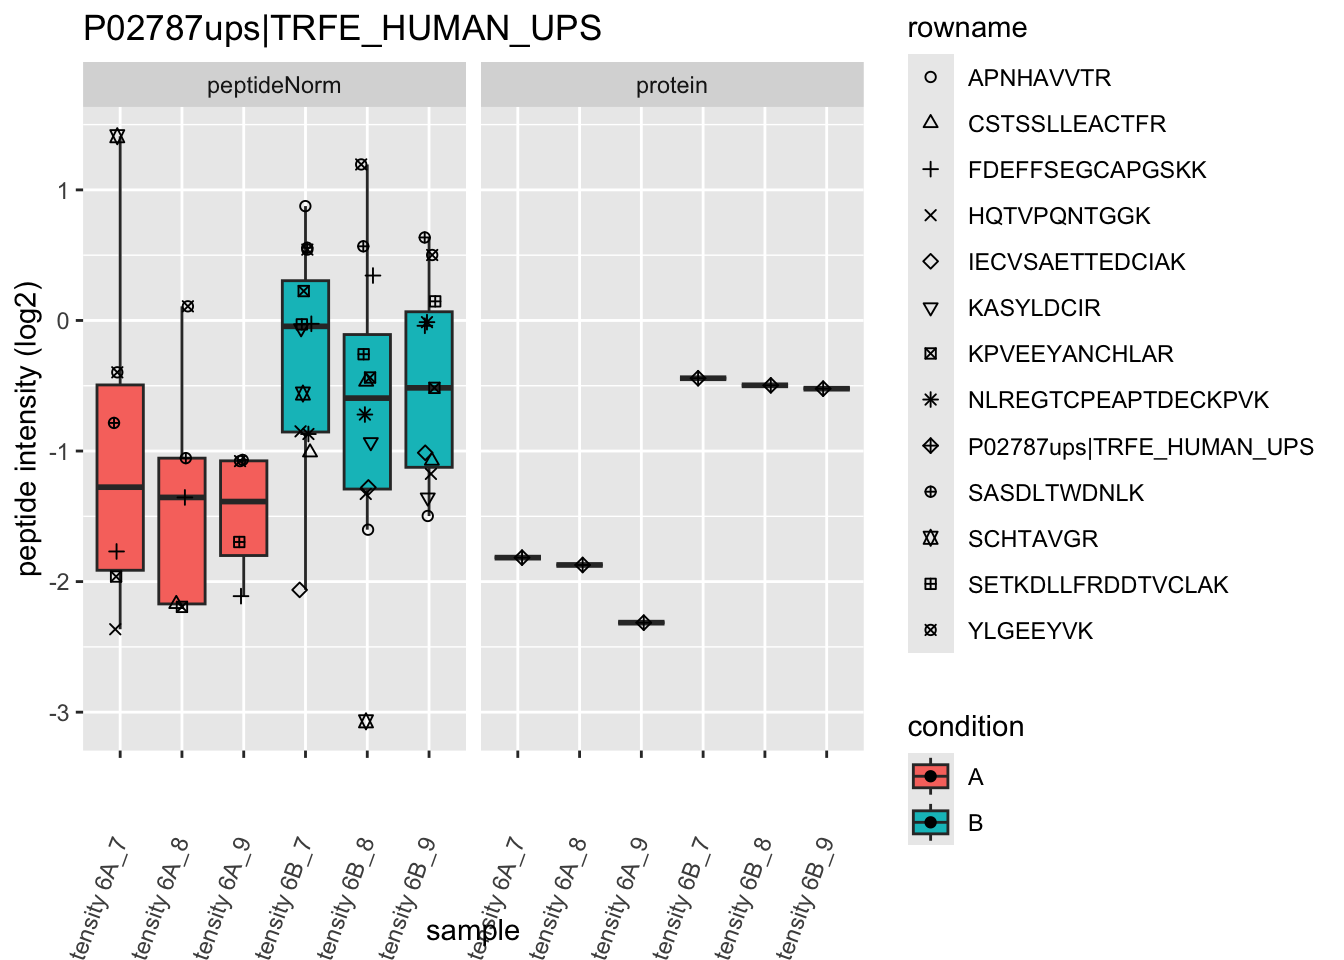 P02787ups|TRFE_HUMAN_UPS
peptideNorm
protein
peptide intensity (log2)
1
0
-1
-2
-3
tensity 6A_7
tensity 6A_8
tensity 6A_9
tensity 6B_7
tensity 6B_8
tensity 6B_9
tensity 6A_7
tensity 6A_8
tensity 6A_9
tensity 6B_7
tensity 6B_8
tensity 6B_9
sample
rowname
APNHAVVTR
CSTSSLLEACTFR
FDEFFSEGCAPGSKK
HQTVPQNTGGK
IECVSAETTEDCIAK
KASYLDCIR
KPVEEYANCHLAR
NLREGTCPEAPTDECKPVK
P02787ups|TRFE_HUMAN_UPS
SASDLTWDNLK
SCHTAVGR
SETKDLLFRDDTVCLAK
YLGEEYVK
condition
A
B